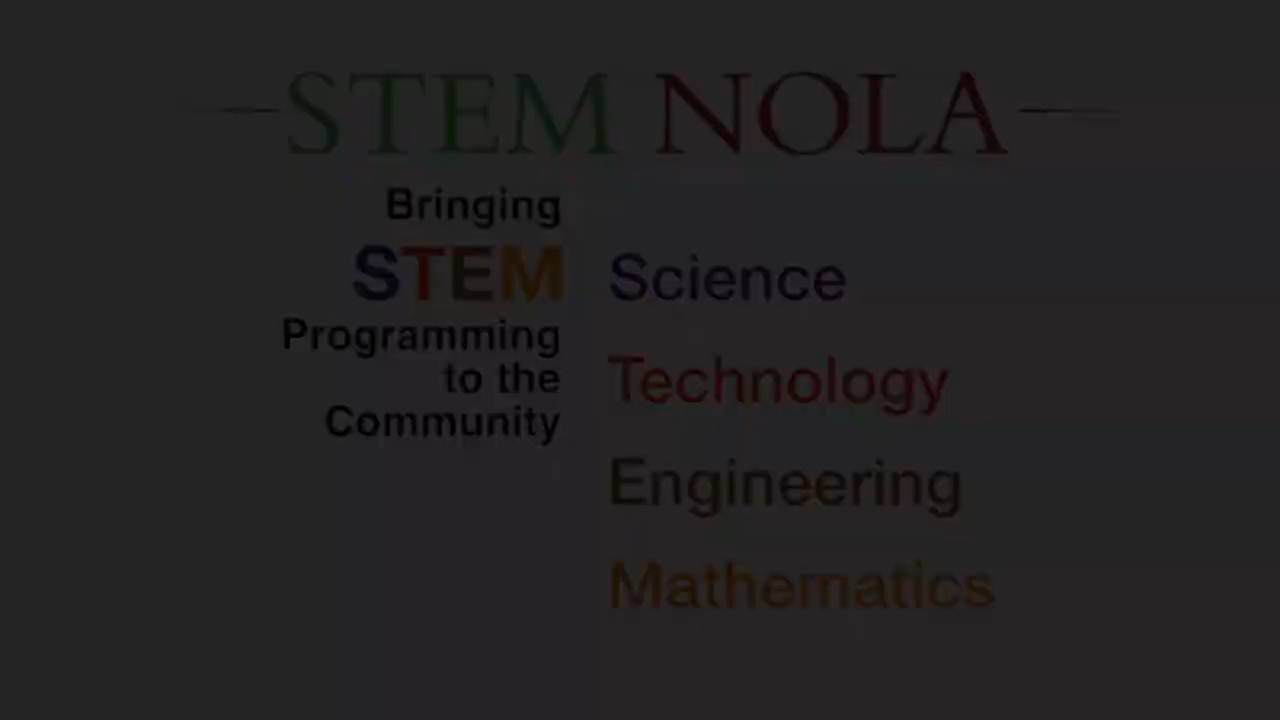 STEM NOLA
Bringing
STEM
Programming
to the
Community
Science
Technology
Engineering
Mathematics